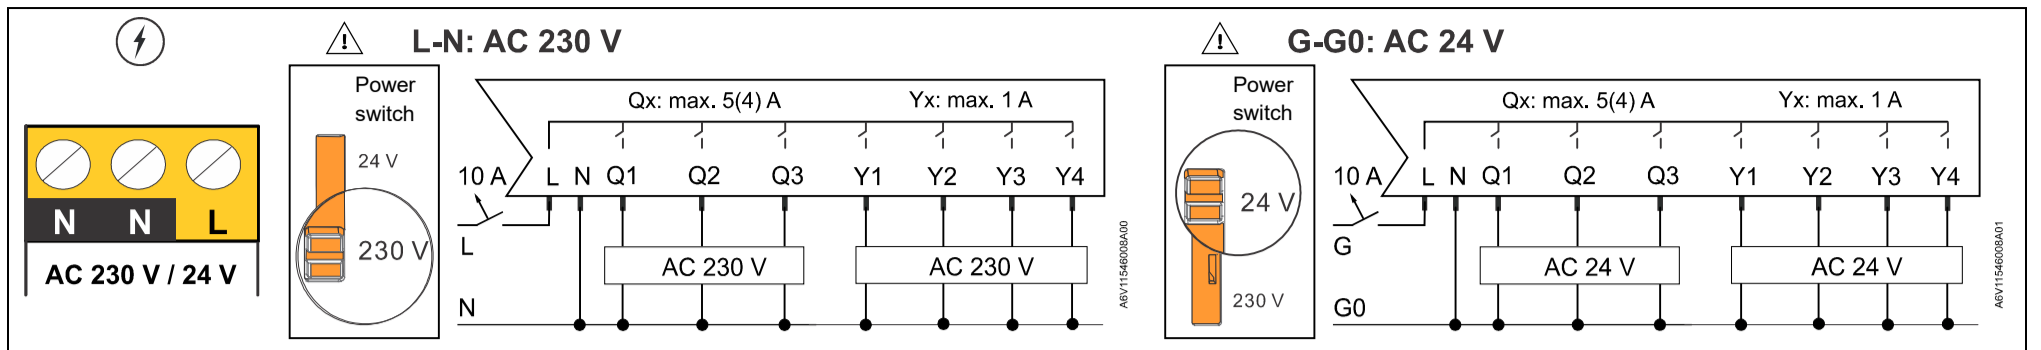 N N L
AC 230 V / 24 V
L-N: AC 230 V
Power
switch
24 V
230 V
Qx: max. 5(4) A Yx: max. 1 A
10 A L N Q1 Q2 Q3 Y1 Y2 Y3 Y4
L
AC 230 V AC 230 V
N
A6V11546008A00
G-G0: AC 24 V
Power
switch
24 V
230 V
Qx: max. 5(4) A Yx: max. 1 A
10 A L N Q1 Q2 Q3 Y1 Y2 Y3 Y4
G
AC 24 V AC 24 V
G0
A6V11546008A01